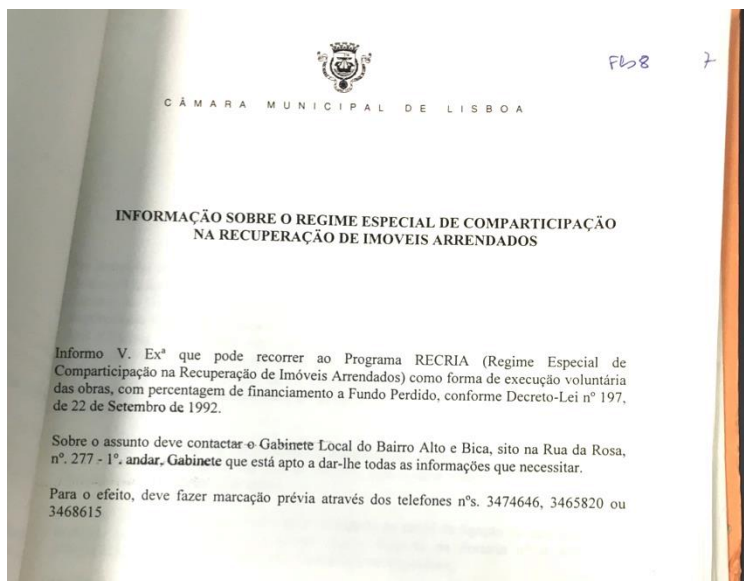 Fls 8 7
CÂMARA MUNICIPAL DE LISBOA
INFORMAÇÃO SOBRE O REGIME ESPECIAL DE COMPARTICIPAÇÃO
NA RECUPERAÇÃO DE IMOVEIS ARRENDADOS
Informo V. Exª que pode recorrer ao Programa RECRIA (Regime Especial de
Comparticipação na Recuperação de Imóveis Arrendados) como forma de execução voluntária
das obras, com percentagem de financiamento a Fundo Perdido, conforme Decreto-Lei nº 197,
de 22 de Setembro de 1992.
Sobre o assunto deve contactar o Gabinete Local do Bairro Alto e Bica, sito na Rua da Rosa,
nº. 277 - 1º. andar, Gabinete que está apto a dar-lhe todas as informações que necessitar.
Para o efeito, deve fazer marcação prévia através dos telefones nºs. 3474646, 3465820 ou
3468615